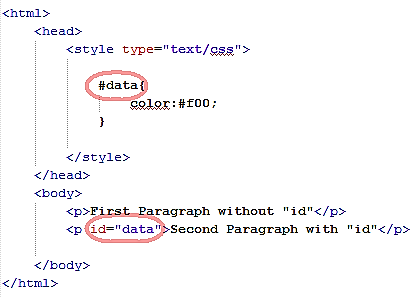 <html>
<head>
<style type="text/css">
#data{
color:#f00;
}
</style>
</head>
<body>
<p>First Paragraph without "id"</p>
<p id="data">Second Paragraph with "id"</p>
</body>
</html>